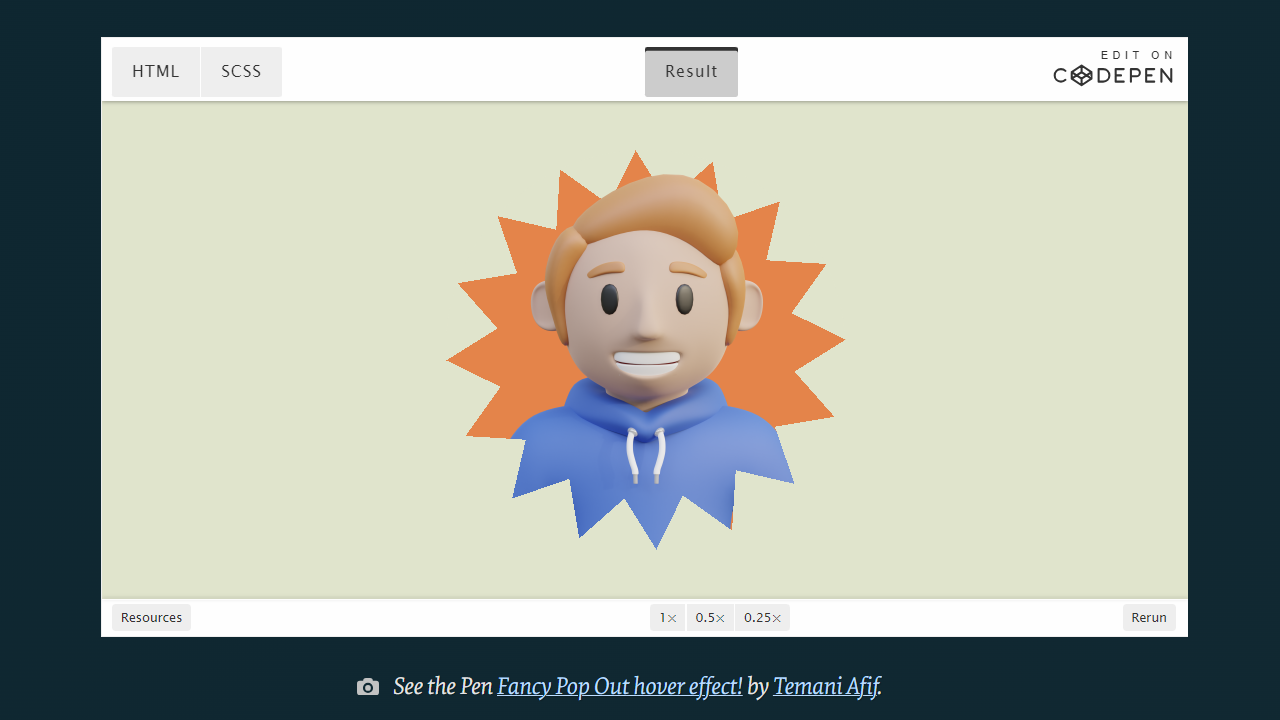 HTML SCSS Result EDIT ON
CODEPEN
Resources 1× 0.5× 0.25× Rerun
See the Pen Fancy Pop Out hover effect! by Temani Afif.